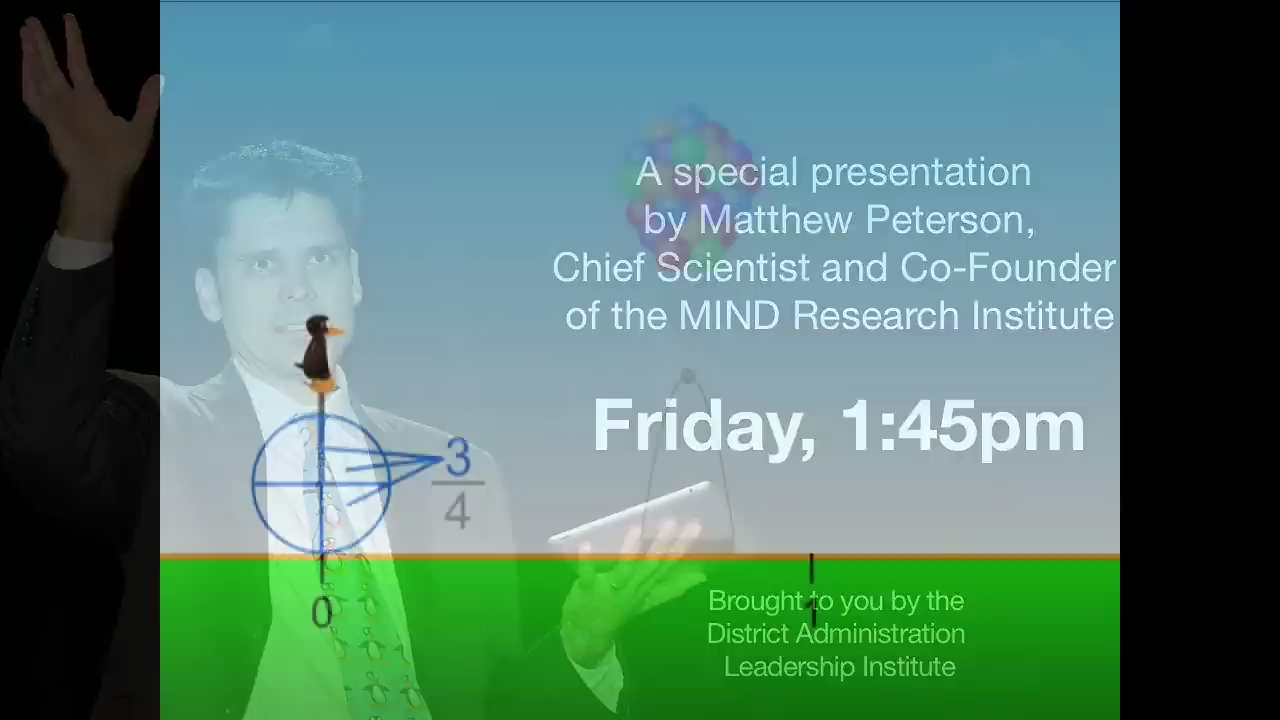 A special presentation
by Matthew Peterson,
Chief Scientist and Co-Founder
of the MIND Research Institute
Friday, 1:45pm
3
4
0
1
Brought to you by the
District Administration
Leadership Institute